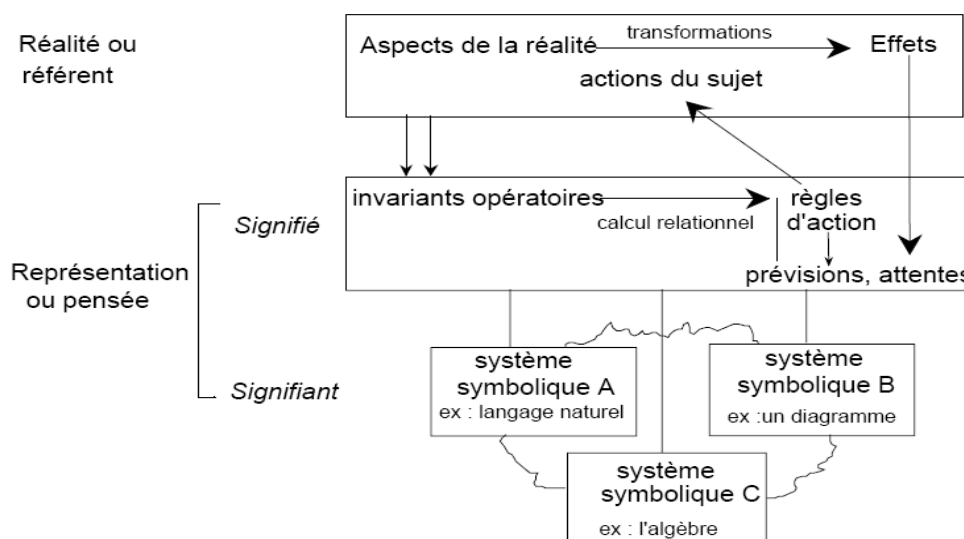 Réalité ou
référent
Aspects de la réalité
transformations
Effets
actions du sujet
invariants opératoires
calcul relationnel
règles
d'action
prévisions, attentes
Signifié
Représentation
ou pensée
Signifiant
système
symbolique A
ex : langage naturel
système
symbolique B
ex :un diagramme
système
symbolique C
ex : l'algèbre